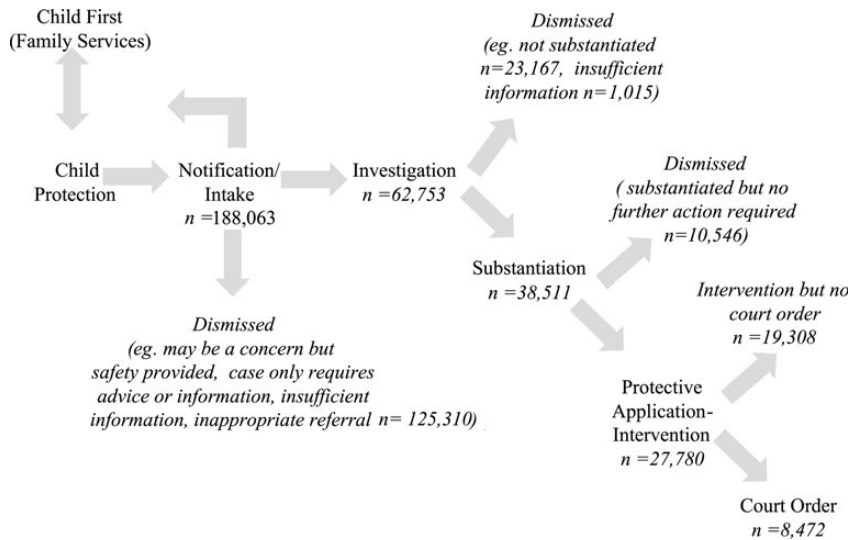 Child First
(Family Services)
Dismissed
(eg. not substantiated
n=23,167, insufficient
information n=1,015)
Child
Protection
Notification/
Intake
n =188,063
Investigation
n =62,753
Dismissed
( substantiated but no
further action required
n=10,546)
Substantiation
n =38,511
Intervention but no
court order
n =19,308
Dismissed
(eg. may be a concern but
safety provided, case only requires
advice or information, insufficient
information, inappropriate referral n= 125,310)
Protective
Application-
Intervention
n =27,780
Court Order
n =8,472